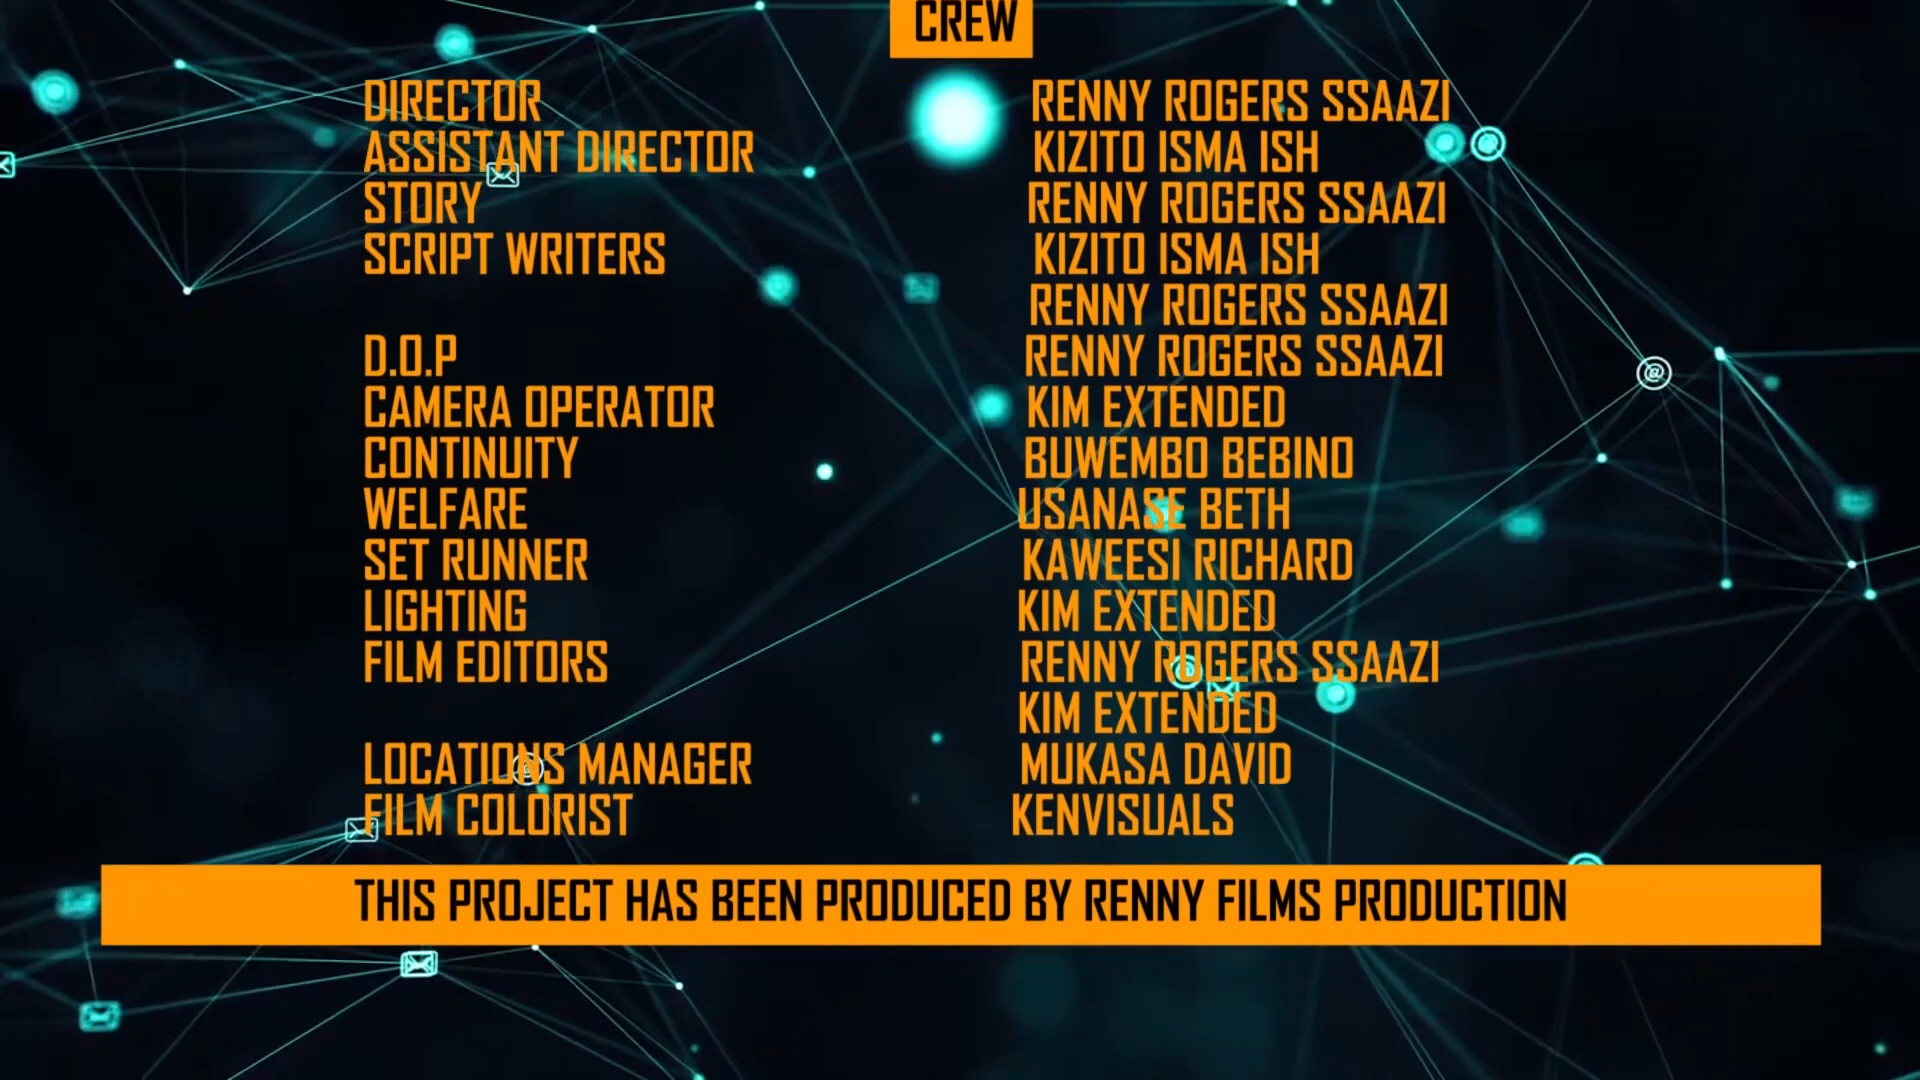 CREW
DIRECTOR RENNY ROGERS SSAAZI
ASSISTANT DIRECTOR KIZITO ISMA ISH
STORY RENNY ROGERS SSAAZI
SCRIPT WRITERS KIZITO ISMA ISH
RENNY ROGERS SSAAZI
D.O.P RENNY ROGERS SSAAZI
CAMERA OPERATOR KIM EXTENDED
CONTINUITY BUWEMBO BEBINO
WELFARE USANASE BETH
SET RUNNER KAWEESI RICHARD
LIGHTING KIM EXTENDED
FILM EDITORS RENNY ROGERS SSAAZI
KIM EXTENDED
LOCATIONS MANAGER MUKASA DAVID
FILM COLORIST KENVISUALS
THIS PROJECT HAS BEEN PRODUCED BY RENNY FILMS PRODUCTION